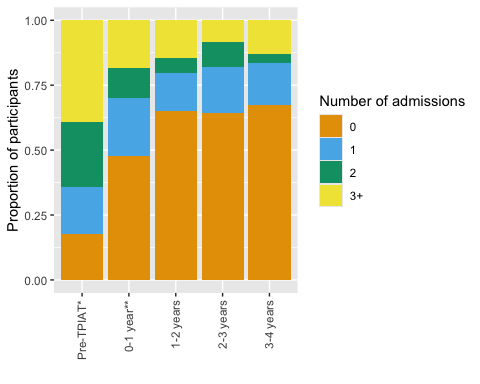 Proportion of participants
1.00
0.75
0.50
0.25
0.00
Pre-TPIAT*
0-1 year**
1-2 years
2-3 years
3-4 years
Number of admissions
0
1
2
3+